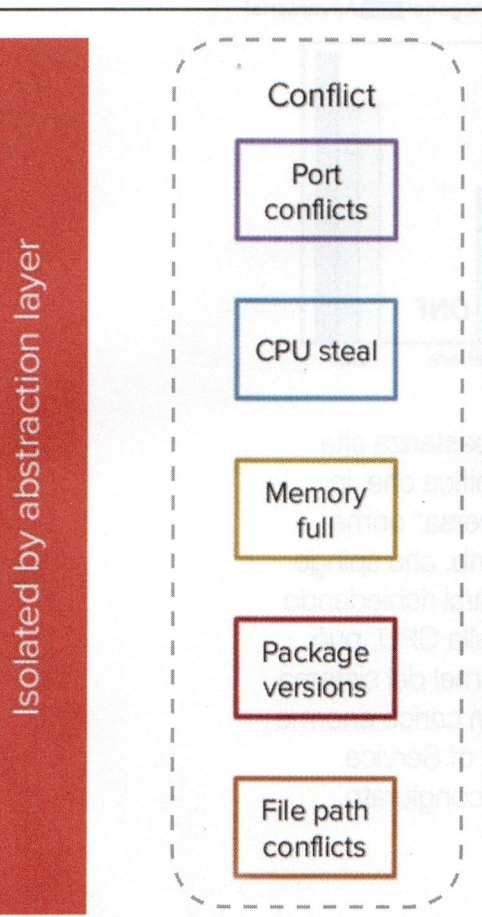 Isolated by abstraction layer
Conflict
Port
conflicts
CPU steal
Memory
full
Package
versions
File path
conflicts